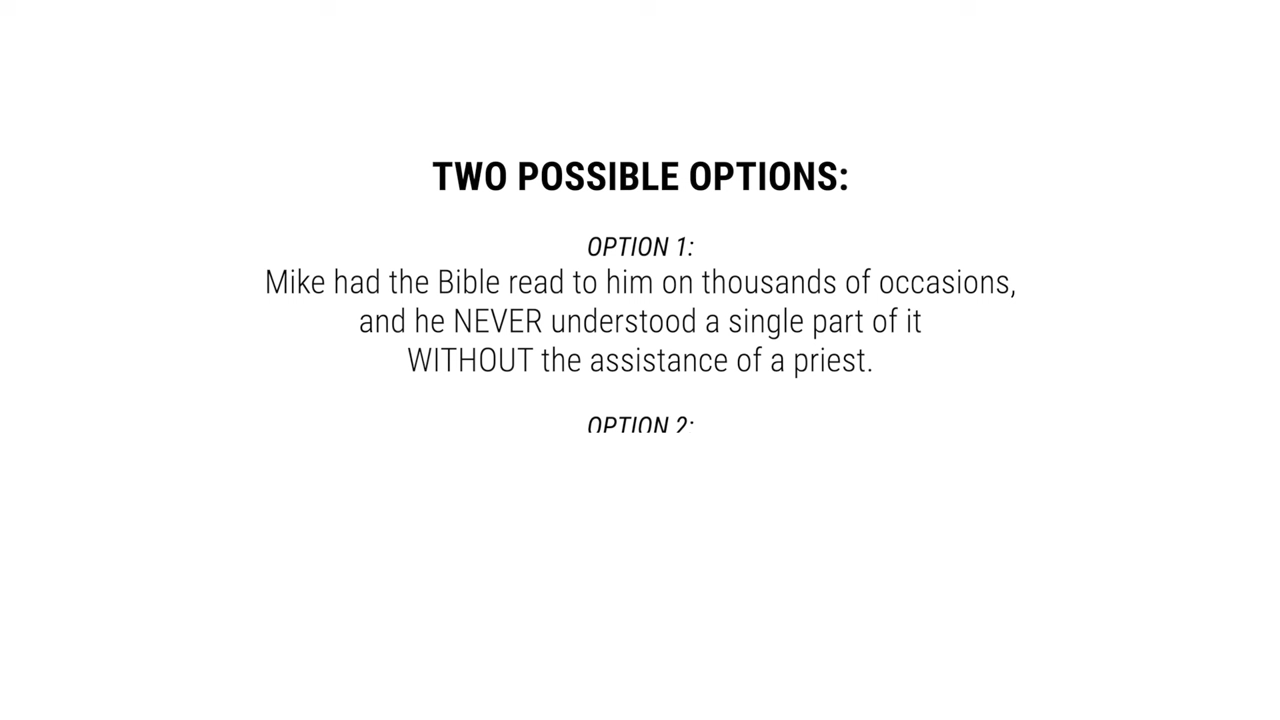 TWO POSSIBLE OPTIONS:
OPTION 1:
Mike had the Bible read to him on thousands of occasions,
and he NEVER understood a single part of it
WITHOUT the assistance of a priest.
OPTION 2: